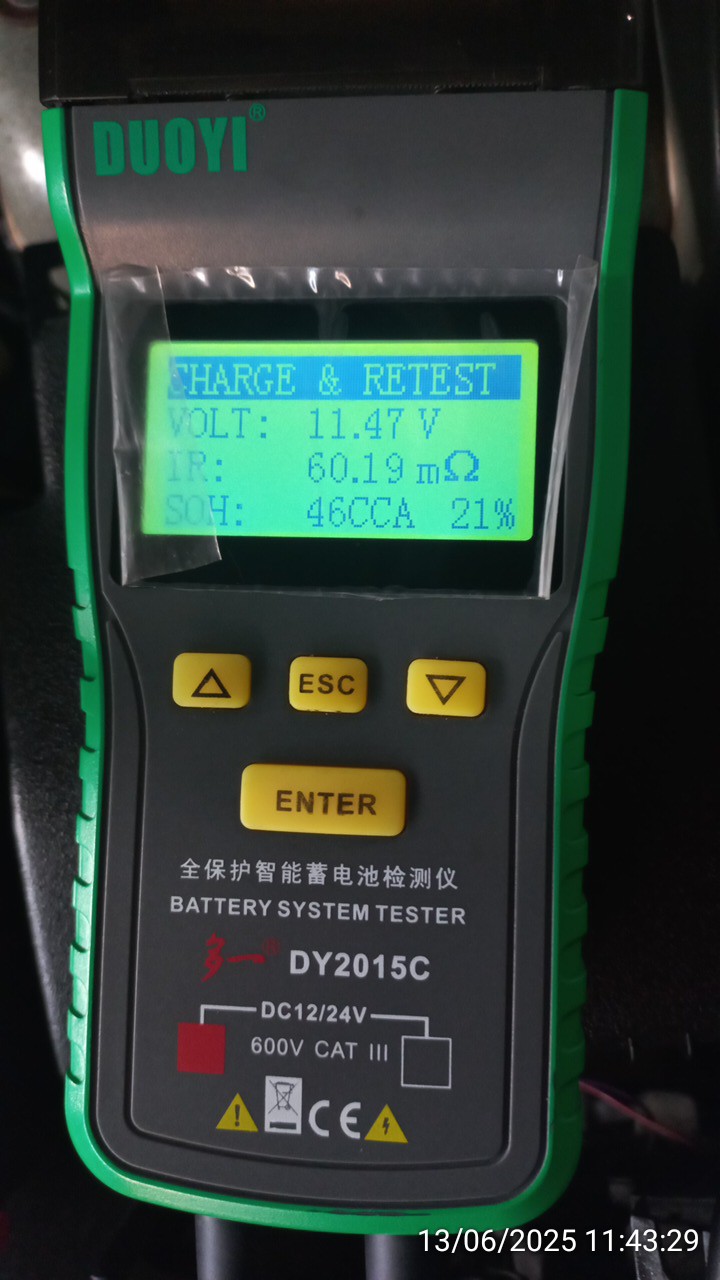 DUOYI®
CHARGE & RETEST
VOLT: 11.47 V
IR: 60.19 mΩ
SOH: 46CCA 21%
ESC
ENTER
全保护智能蓄电池检测仪
BATTERY SYSTEM TESTER
多一® DY2015C
DC12/24V
600V CAT III
CE
13/06/2025 11:43:29